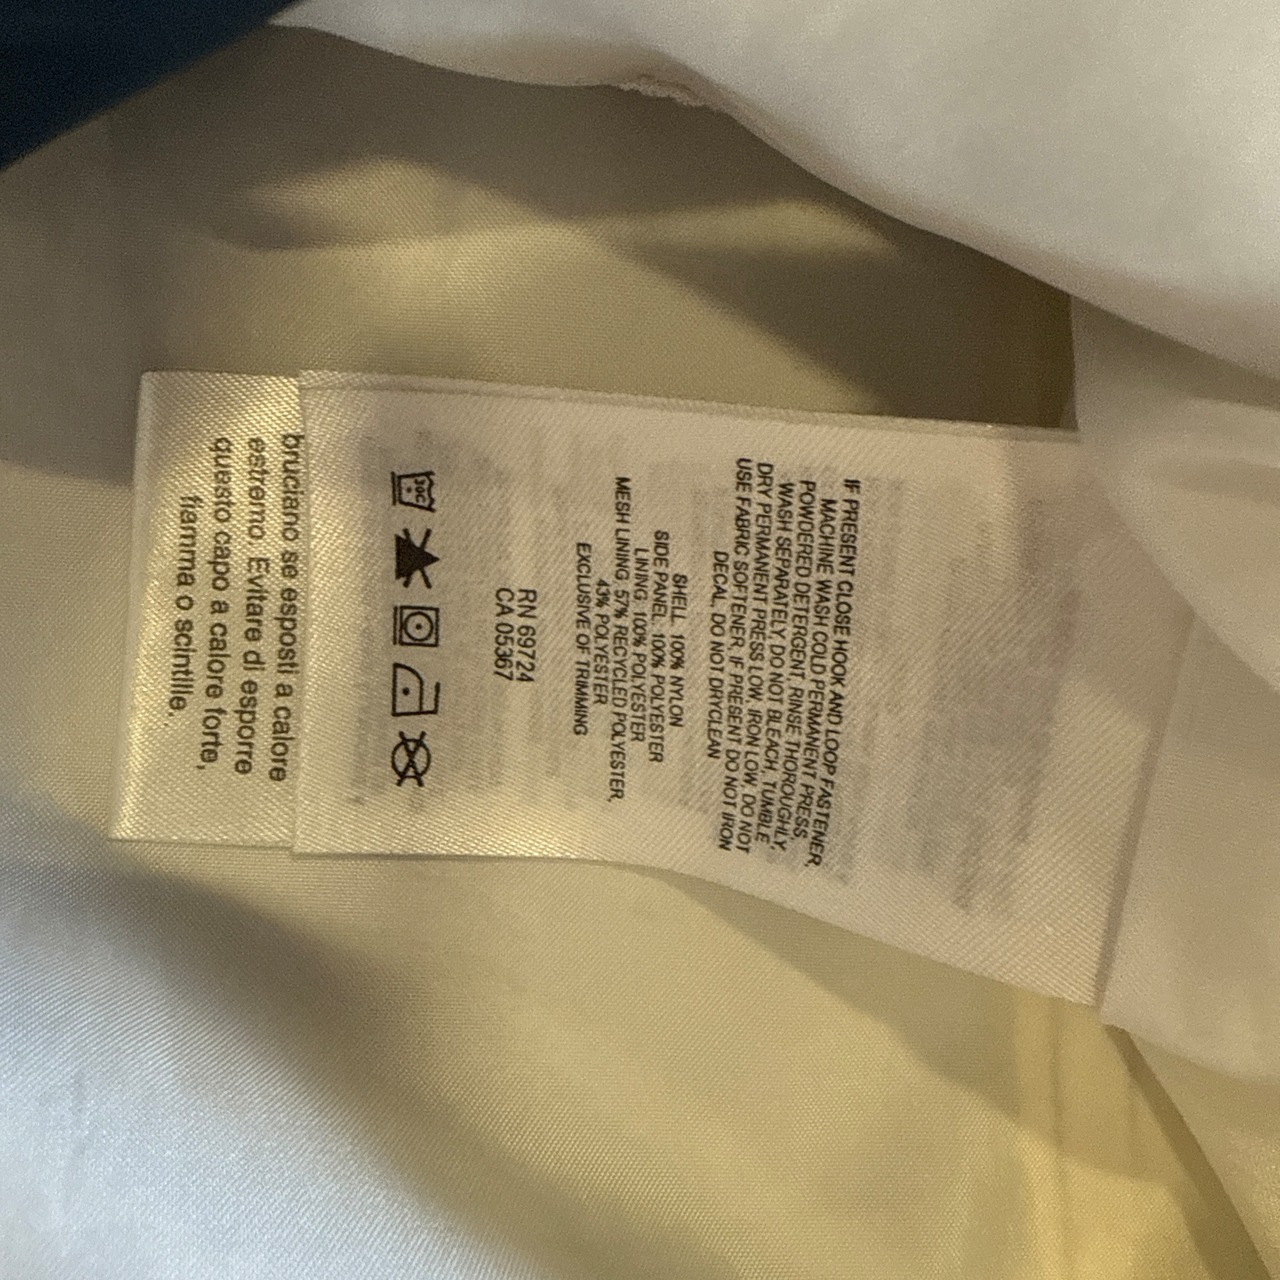 IF PRESENT CLOSE HOOK AND LOOP FASTENER,
MACHINE WASH COLD PERMANENT PRESS,
POWDERED DETERGENT, RINSE THOROUGHLY,
WASH SEPARATELY, DO NOT BLEACH, TUMBLE
DRY PERMANENT PRESS LOW, IRON LOW, DO NOT
USE FABRIC SOFTENER, IF PRESENT DO NOT IRON
DECAL, DO NOT DRYCLEAN
SHELL: 100% NYLON
SIDE PANEL: 100% POLYESTER
LINING: 100% POLYESTER
MESH LINING: 57% RECYCLED POLYESTER,
43% POLYESTER
EXCLUSIVE OF TRIMMING
RN 69724
CA 05367
30C
bruciano se esposti a calore
estremo. Evitare di esporre
questo capo a calore forte,
fiamma o scintille.